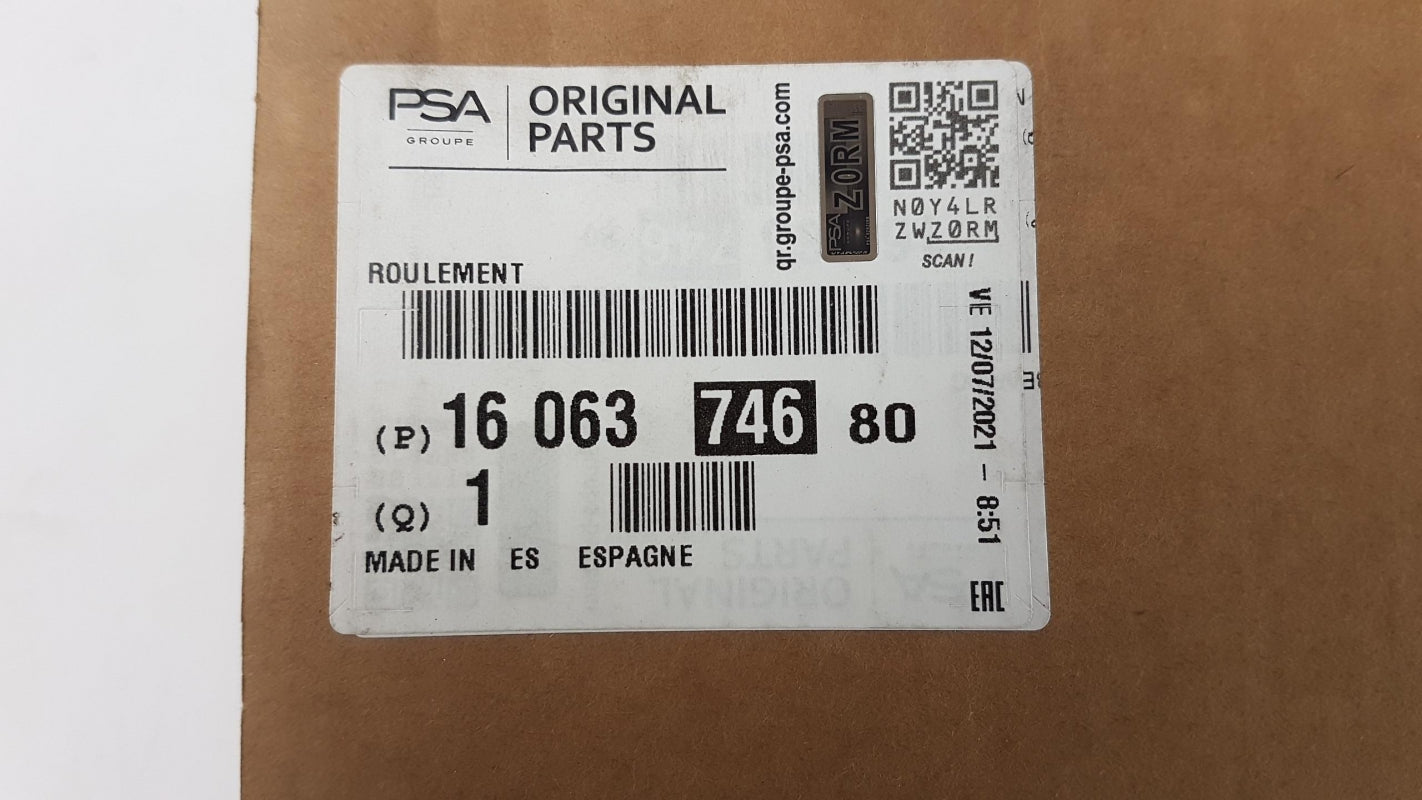 PSA
GROUPE
ORIGINAL
PARTS
qr.groupe-psa.com
PSA
Z0RM
N0Y4LR
ZWZ0RM
SCAN!
ROULEMENT
(P) 16 063 746 80
(Q) 1
MADE IN ES ESPAGNE
VE 12/07/2021 - 8:51
EAC